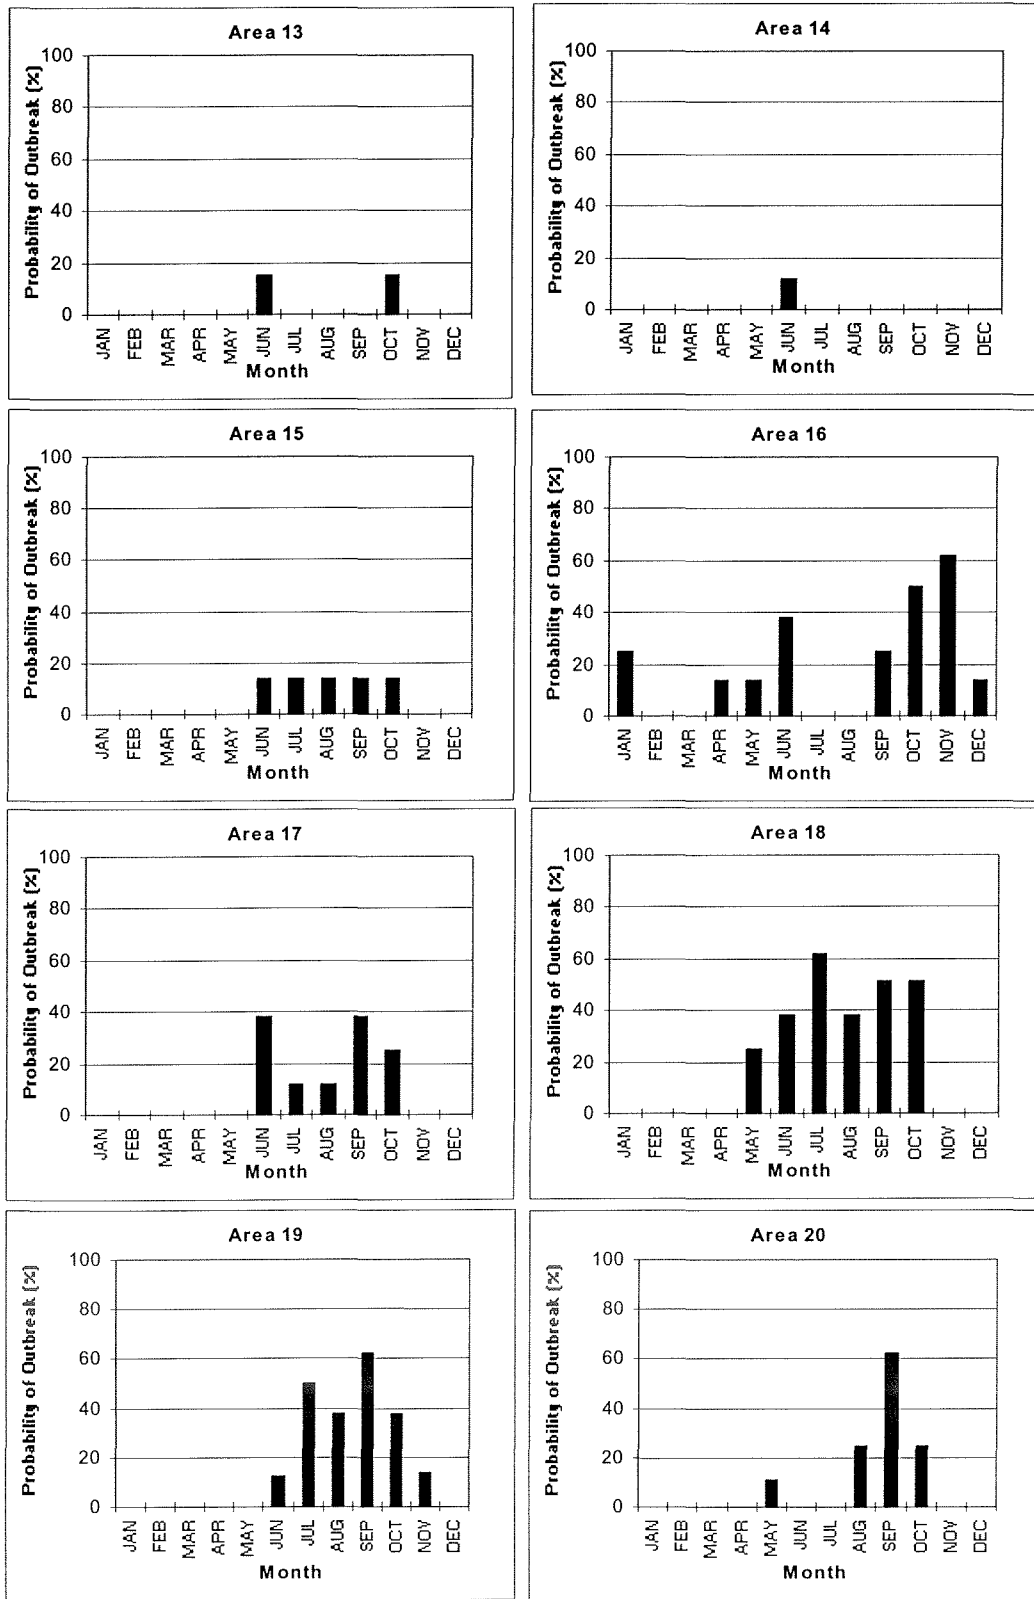 Area 13
Probability of Outbreak (%)
100
80
60
40
20
0
JAN FEB MAR APR MAY JUN JUL AUG SEP OCT NOV DEC
Month
Area 14
Probability of Outbreak (%)
100
80
60
40
20
0
JAN FEB MAR APR MAY JUN JUL AUG SEP OCT NOV DEC
Month
Area 15
Probability of Outbreak (%)
100
80
60
40
20
0
JAN FEB MAR APR MAY JUN JUL AUG SEP OCT NOV DEC
Month
Area 16
Probability of Outbreak (%)
100
80
60
40
20
0
JAN FEB MAR APR MAY JUN JUL AUG SEP OCT NOV DEC
Month
Area 17
Probability of Outbreak (%)
100
80
60
40
20
0
JAN FEB MAR APR MAY JUN JUL AUG SEP OCT NOV DEC
Month
Area 18
Probability of Outbreak (%)
100
80
60
40
20
0
JAN FEB MAR APR MAY JUN JUL AUG SEP OCT NOV DEC
Month
Area 19
Probability of Outbreak (%)
100
80
60
40
20
0
JAN FEB MAR APR MAY JUN JUL AUG SEP OCT NOV DEC
Month
Area 20
Probability of Outbreak (%)
100
80
60
40
20
0
JAN FEB MAR APR MAY JUN JUL AUG SEP OCT NOV DEC
Month